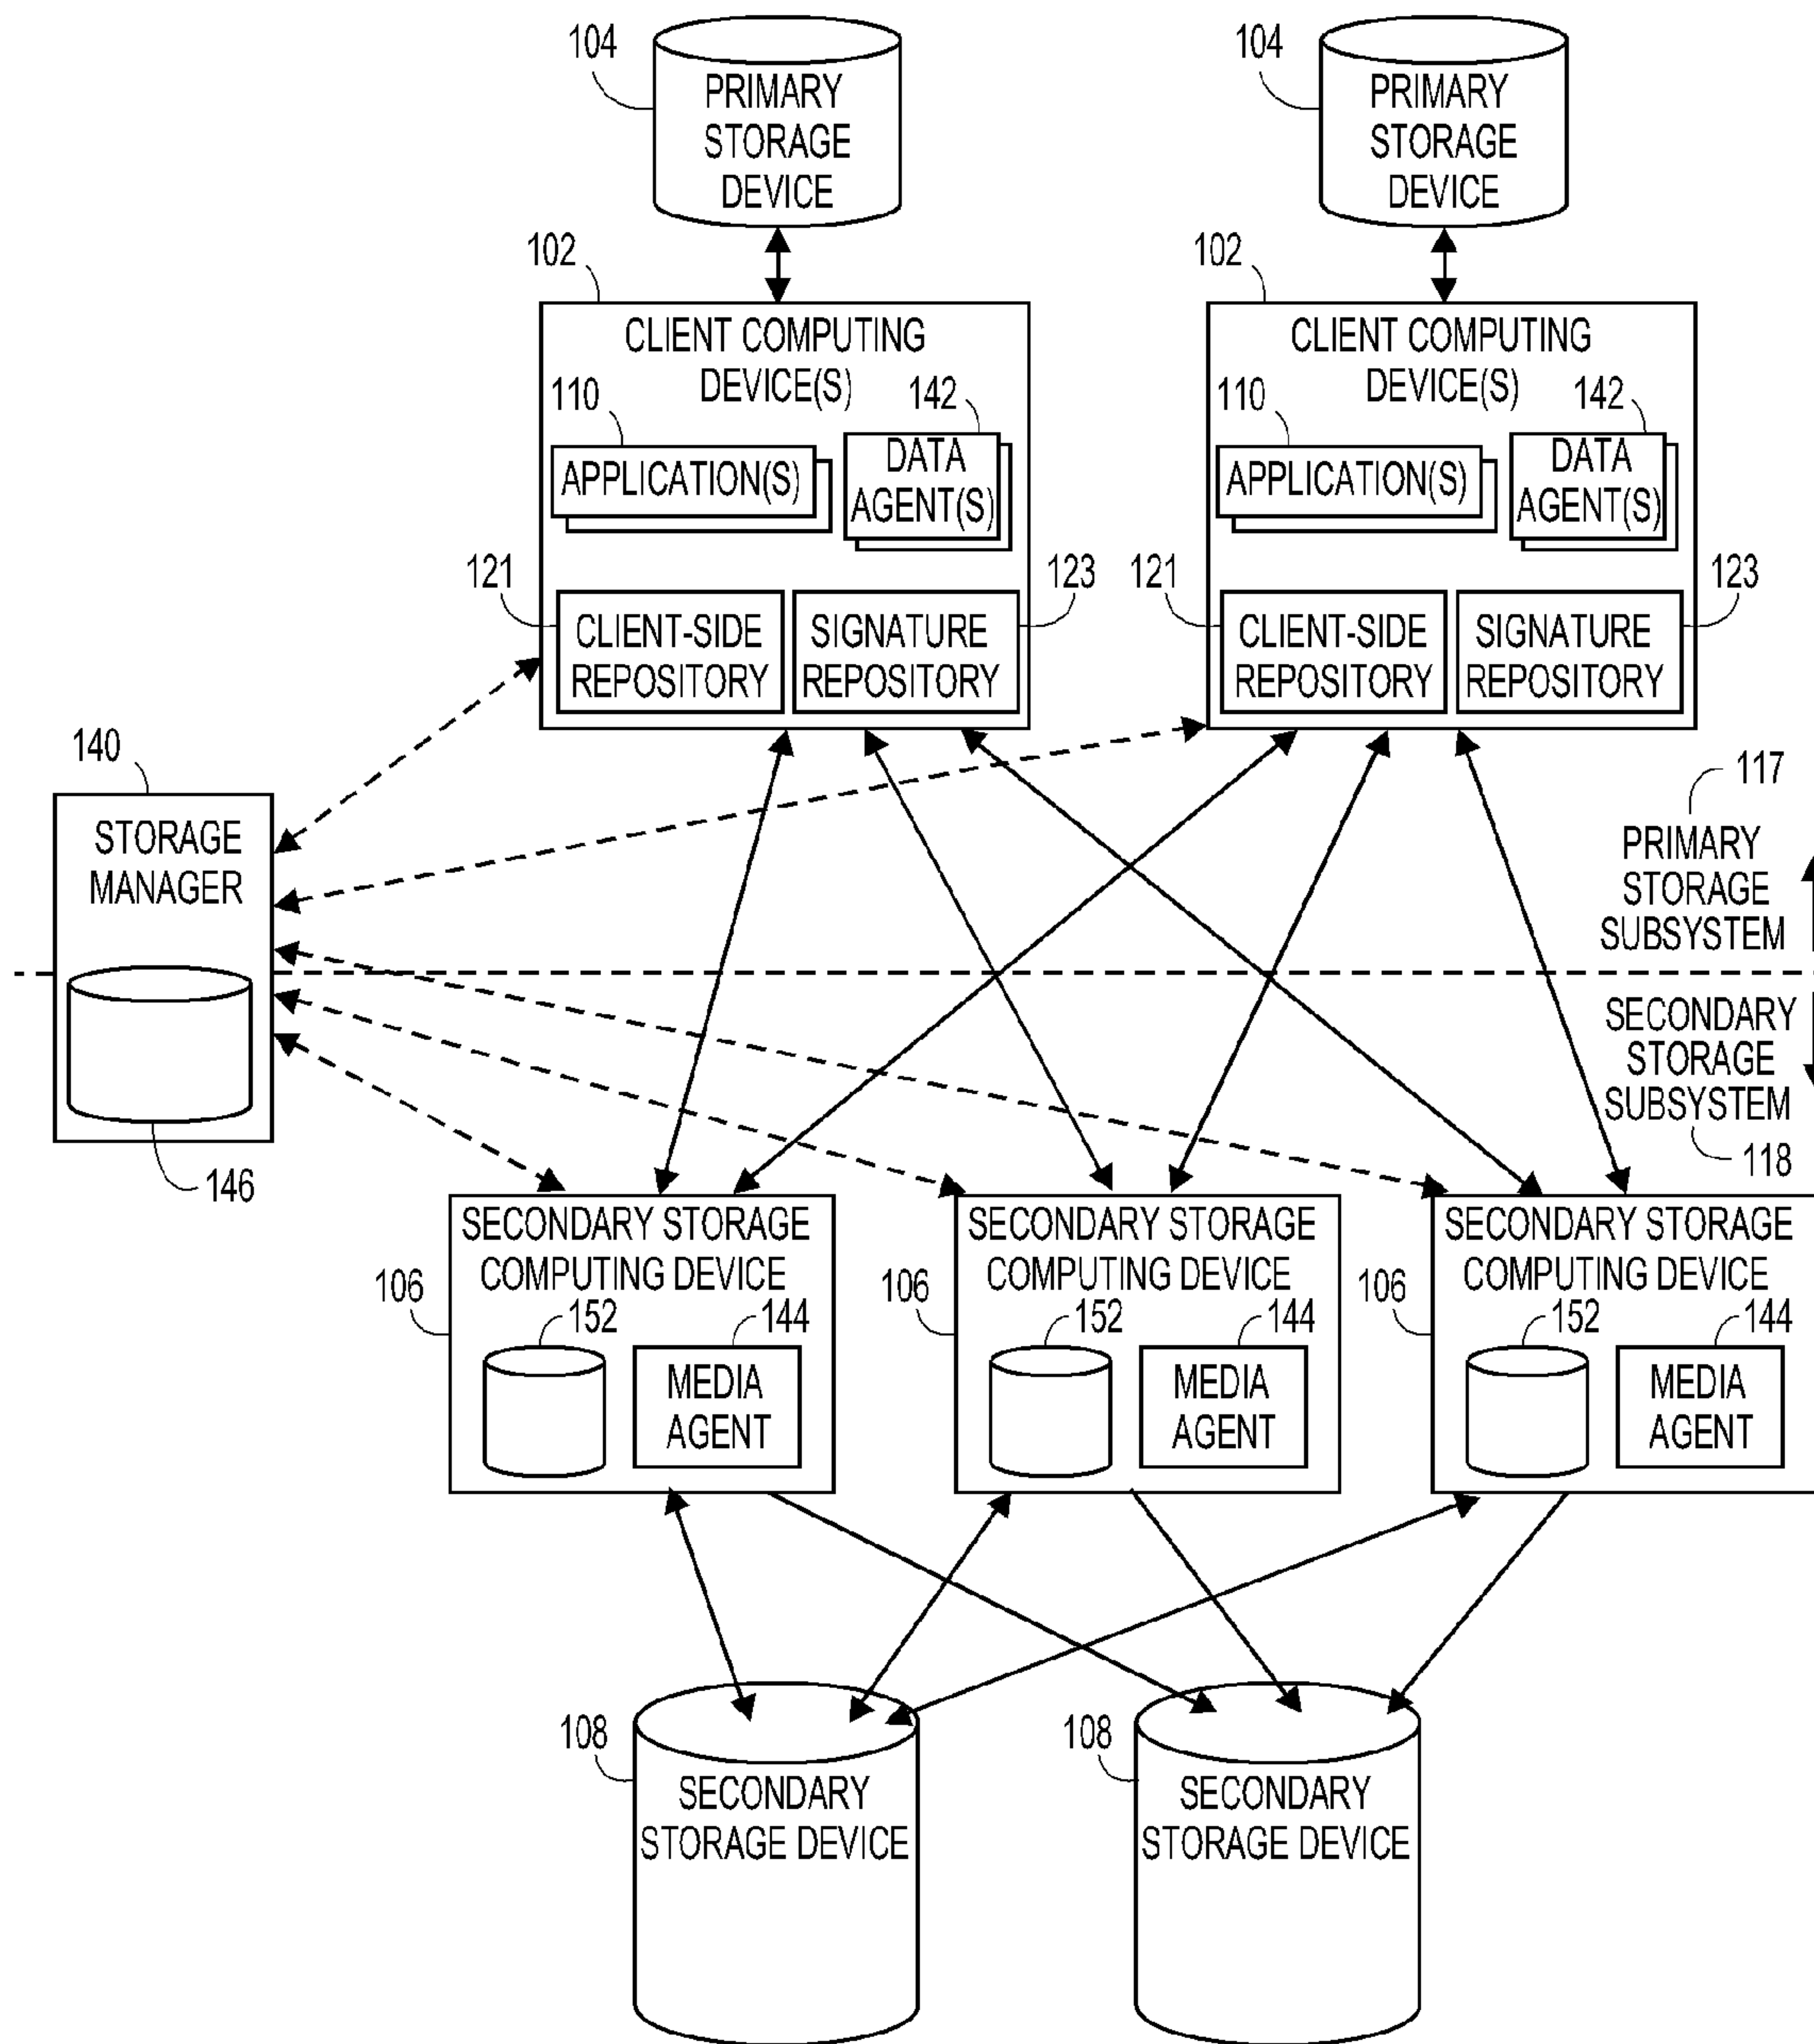 104
PRIMARY
STORAGE
DEVICE
104
PRIMARY
STORAGE
DEVICE
102
CLIENT COMPUTING
DEVICE(S)
110
142
APPLICATION(S)
DATA
AGENT(S)
121
123
CLIENT-SIDE
REPOSITORY
SIGNATURE
REPOSITORY
102
CLIENT COMPUTING
DEVICE(S)
110
142
APPLICATION(S)
DATA
AGENT(S)
121
123
CLIENT-SIDE
REPOSITORY
SIGNATURE
REPOSITORY
140
STORAGE
MANAGER
146
117
PRIMARY
STORAGE
SUBSYSTEM
SECONDARY
STORAGE
SUBSYSTEM
118
SECONDARY STORAGE
COMPUTING DEVICE
106
152
144
MEDIA
AGENT
SECONDARY STORAGE
COMPUTING DEVICE
106
152
144
MEDIA
AGENT
SECONDARY STORAGE
COMPUTING DEVICE
106
152
144
MEDIA
AGENT
108
SECONDARY
STORAGE DEVICE
108
SECONDARY
STORAGE DEVICE